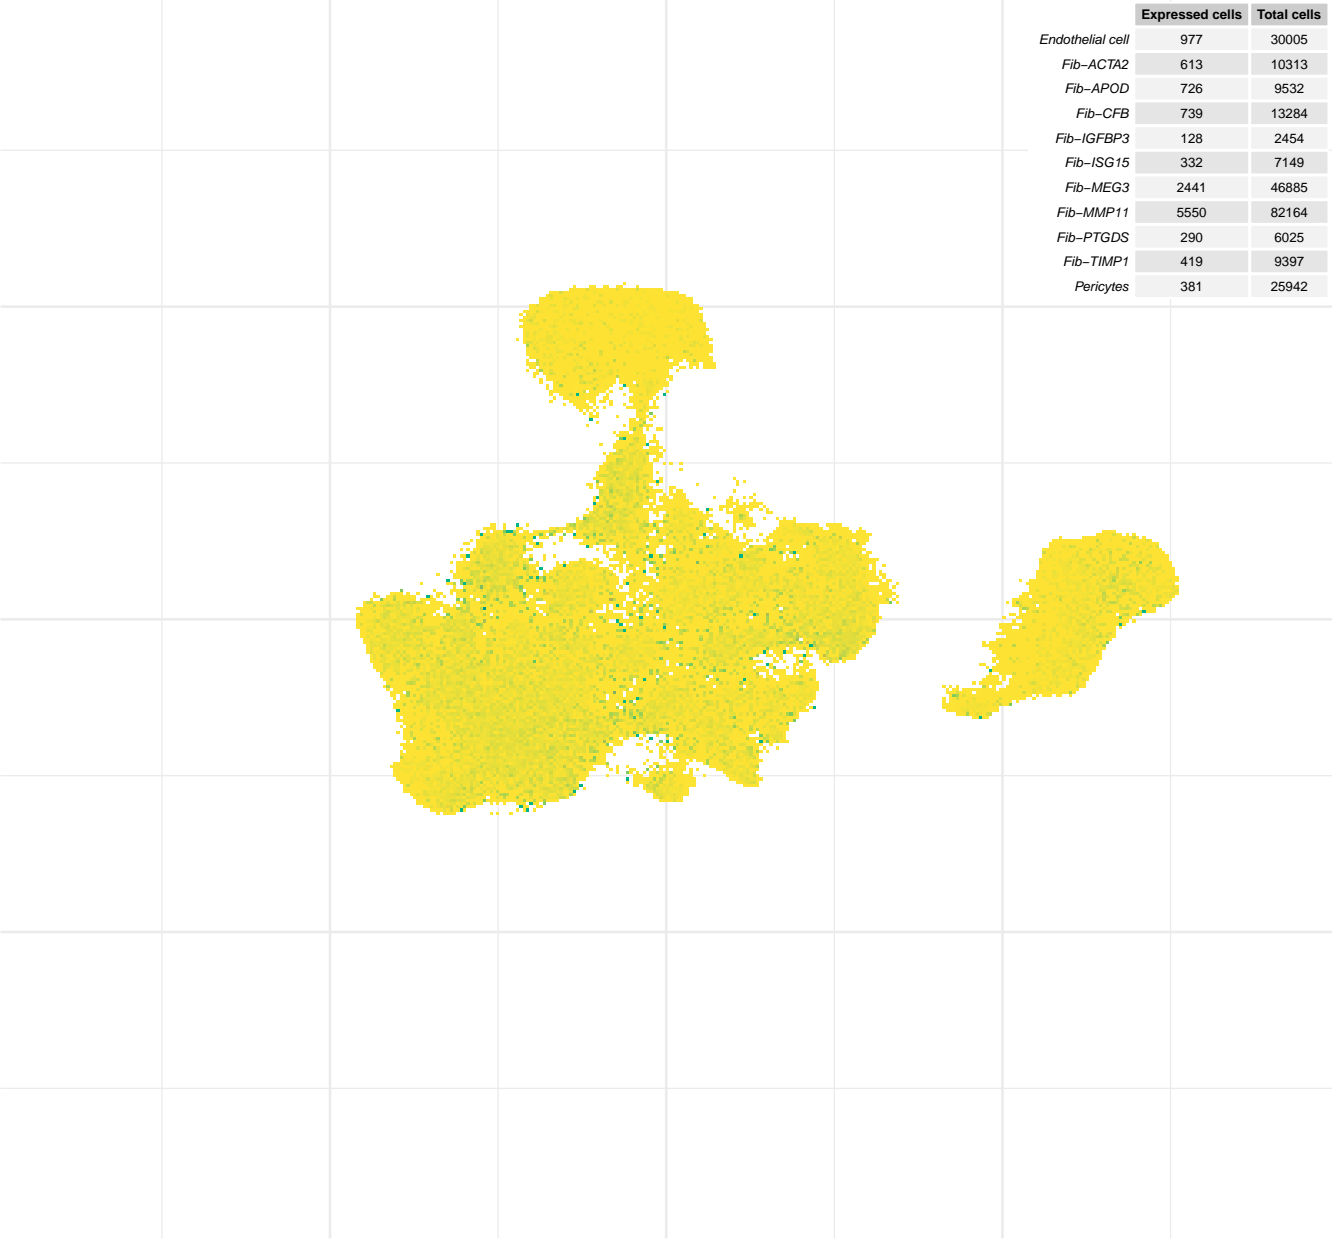 Expressed cells Total cells
Endothelial cell 977 30005
Fib−ACTA2 613 10313
Fib−APOD 726 9532
Fib−CFB 739 13284
Fib−IGFBP3 128 2454
Fib−ISG15 332 7149
Fib−MEG3 2441 46885
Fib−MMP11 5550 82164
Fib−PTGDS 290 6025
Fib−TIMP1 419 9397
Pericytes 381 25942